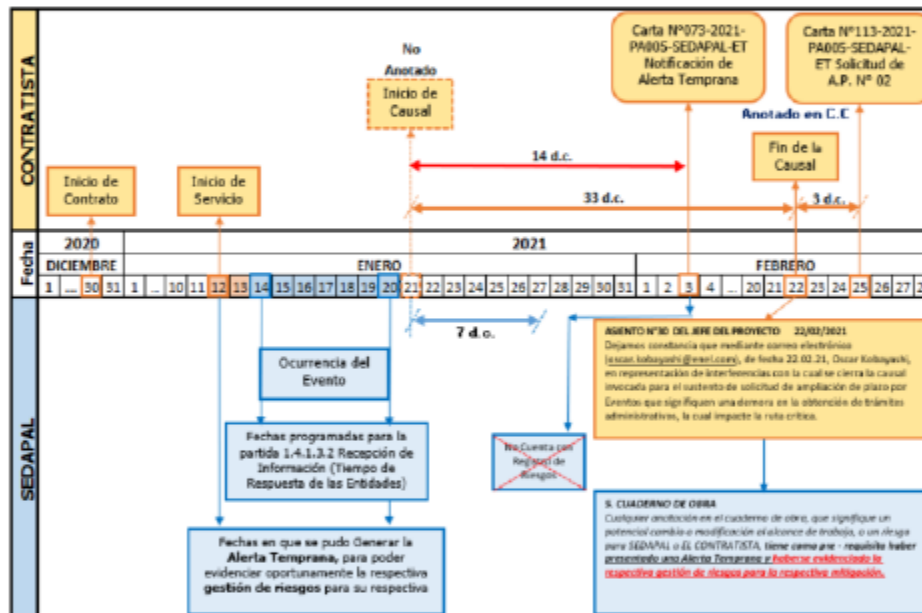 CONTRATISTA
Carta N°073-2021-
PA005-SEDAPAL-ET
Notificación de
Alerta Temprana
Carta N°113-2021-
PA005-SEDAPAL-
ET Solicitud de
A.P. N° 02
No
Anotado
Inicio de
Causal
Anotado en C.C
Fin de la
Causal
14 d.c.
33 d.c.
3 d.c.
Inicio de
Contrato
Inicio de
Servicio
Fecha
2020
2021
DICIEMBRE
ENERO
FEBRERO
1 ... 30 31 1 ... 10 11 12 13 14 15 16 17 18 19 20 21 22 23 24 25 26 27 28 29 30 31 1 2 3 4 ... 20 21 22 23 24 25 26 27
SEDAPAL
7 d.c.
Ocurrencia del
Evento
Fechas programadas para la
partida 1.4.1.3.2 Recepción de
Información (Tiempo de
Respuesta de las Entidades)
Fechas en que se pudo Generar la
Alerta Temprana, para poder
evidenciar oportunamente la respectiva
gestión de riesgos para su respectiva
No Cuenta con
Registro de
Riesgos
ASIENTO N°30 DEL JEFE DEL PROYECTO 22/02/2021
Dejamos constancia que mediante correo electrónico
(oscar.kobayashi@enel.com), de fecha 22.02.21, Oscar Kobayashi,
en representación de interferencias con la cual se cierra la causal
invocada para el sustento de solicitud de ampliación de plazo por
Eventos que signifiquen una demora en la obtención de trámites
administrativos, la cual impacte la ruta crítica.
5. CUADERNO DE OBRA
Cualquier anotación en el cuaderno de obra, que signifique un
potencial cambio o modificación al alcance de trabajo, o un riesgo
para SEDAPAL o EL CONTRATISTA, tiene como pre - requisito haber
presentado una Alerta Temprana y haberse evidenciado la
respectiva gestión de riesgos para la respectiva mitigación.